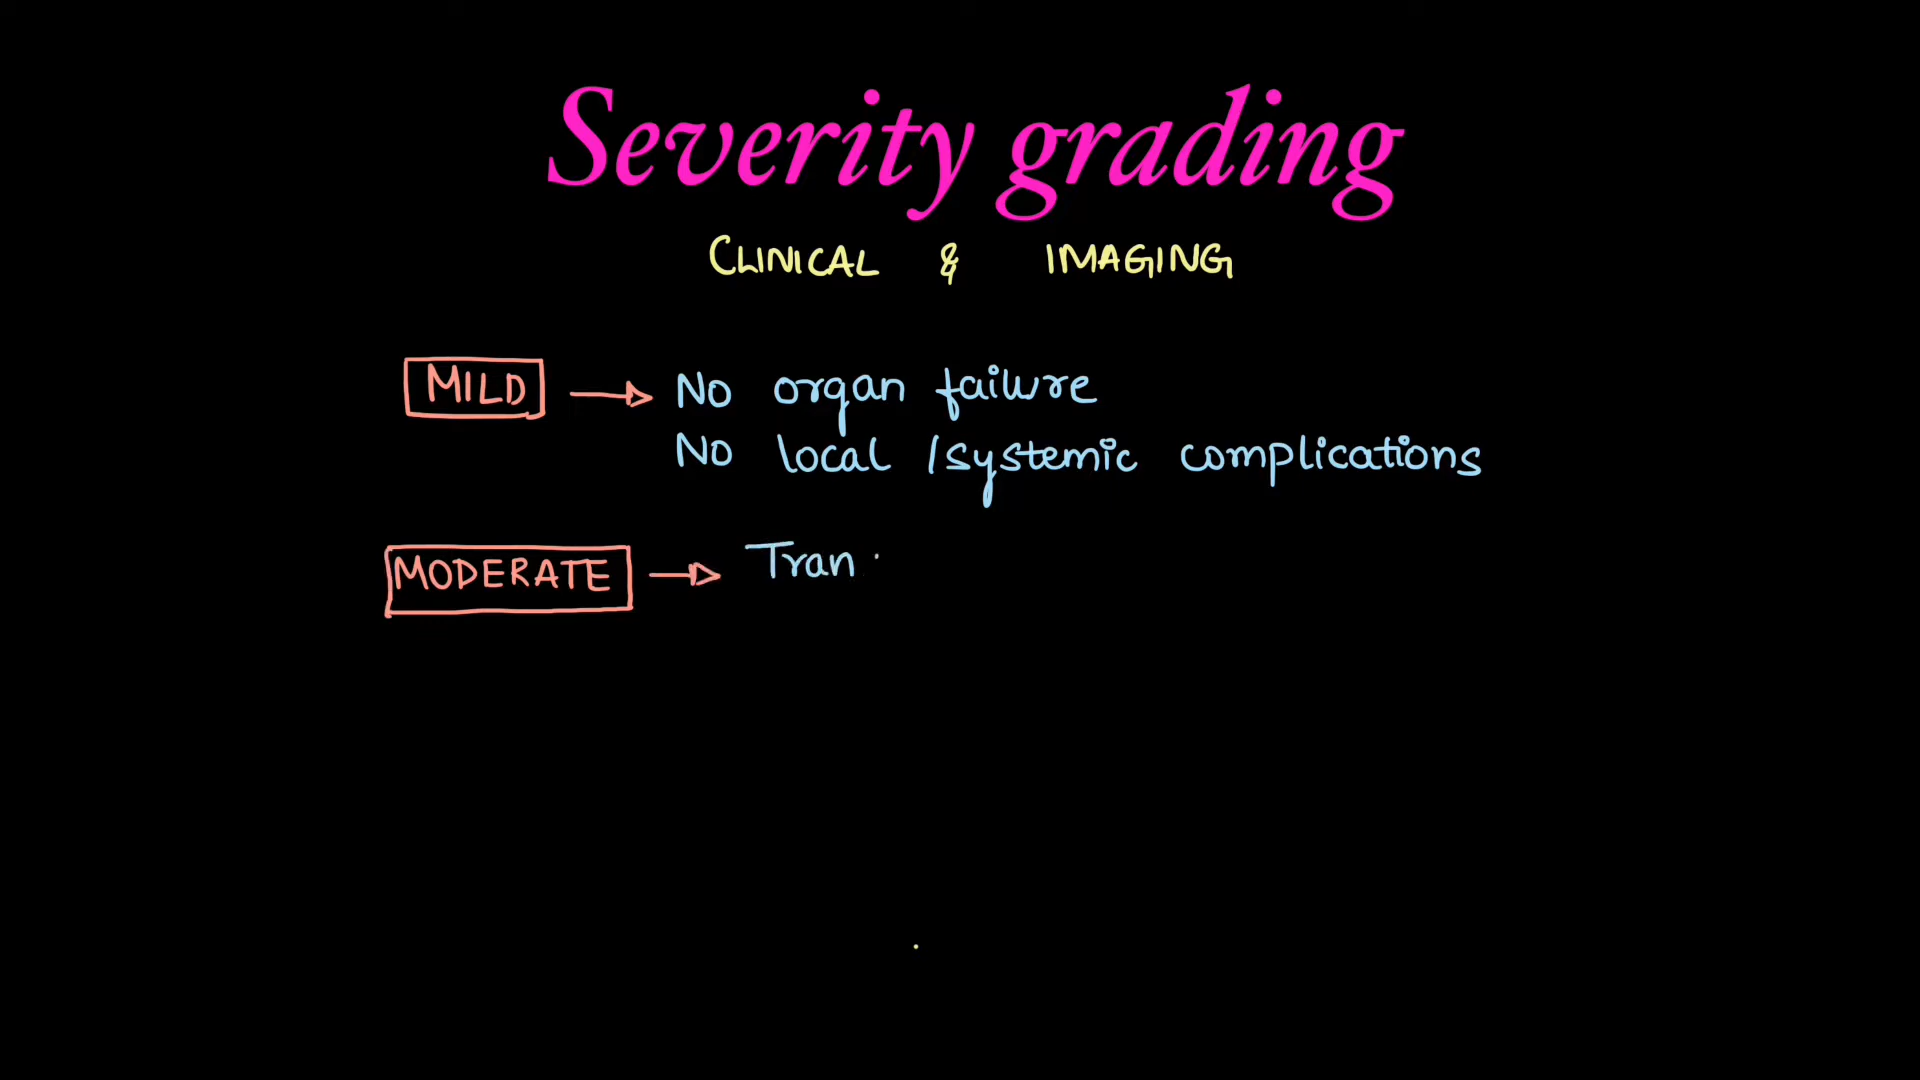 Severity grading
CLINICAL & IMAGING
MILD → No organ failure
No local /systemic complications
MODERATE → Tran